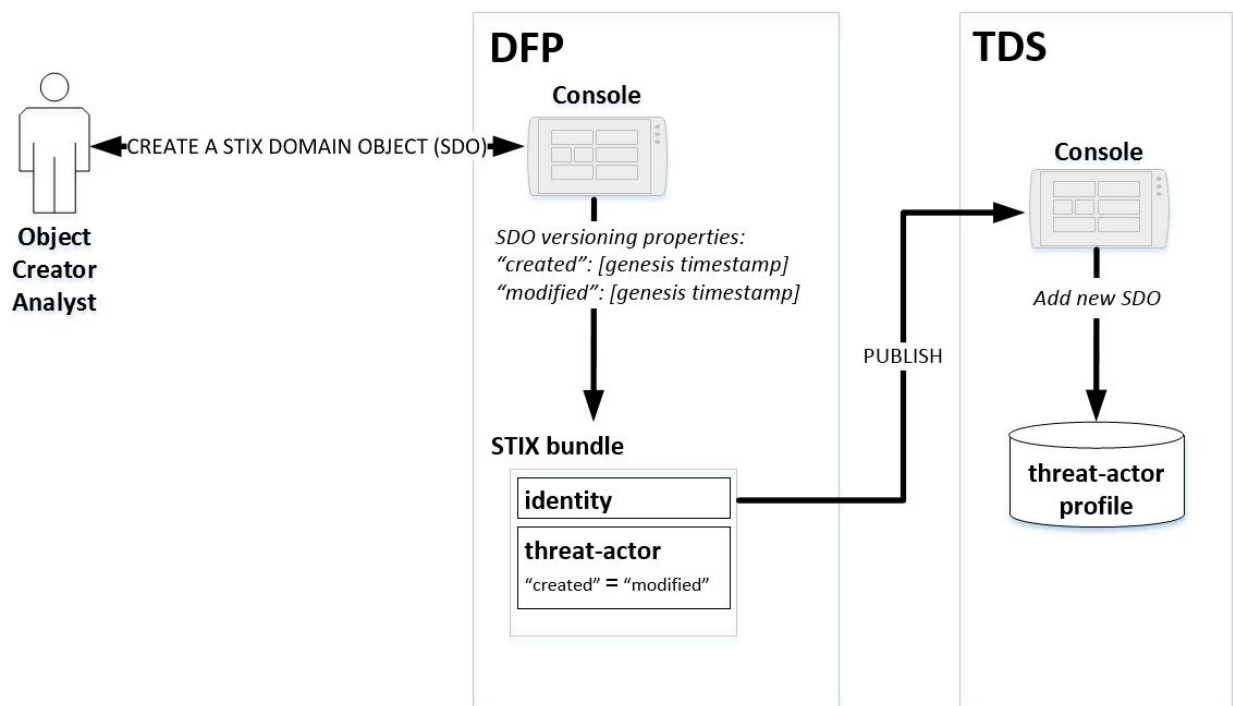 DFP
TDS
Console
CREATE A STIX DOMAIN OBJECT (SDO)
Console
Object
Creator
Analyst
SDO versioning properties:
“created”: [genesis timestamp]
“modified”: [genesis timestamp]
Add new SDO
PUBLISH
STIX bundle
identity
threat-actor
“created” = “modified”
threat-actor
profile